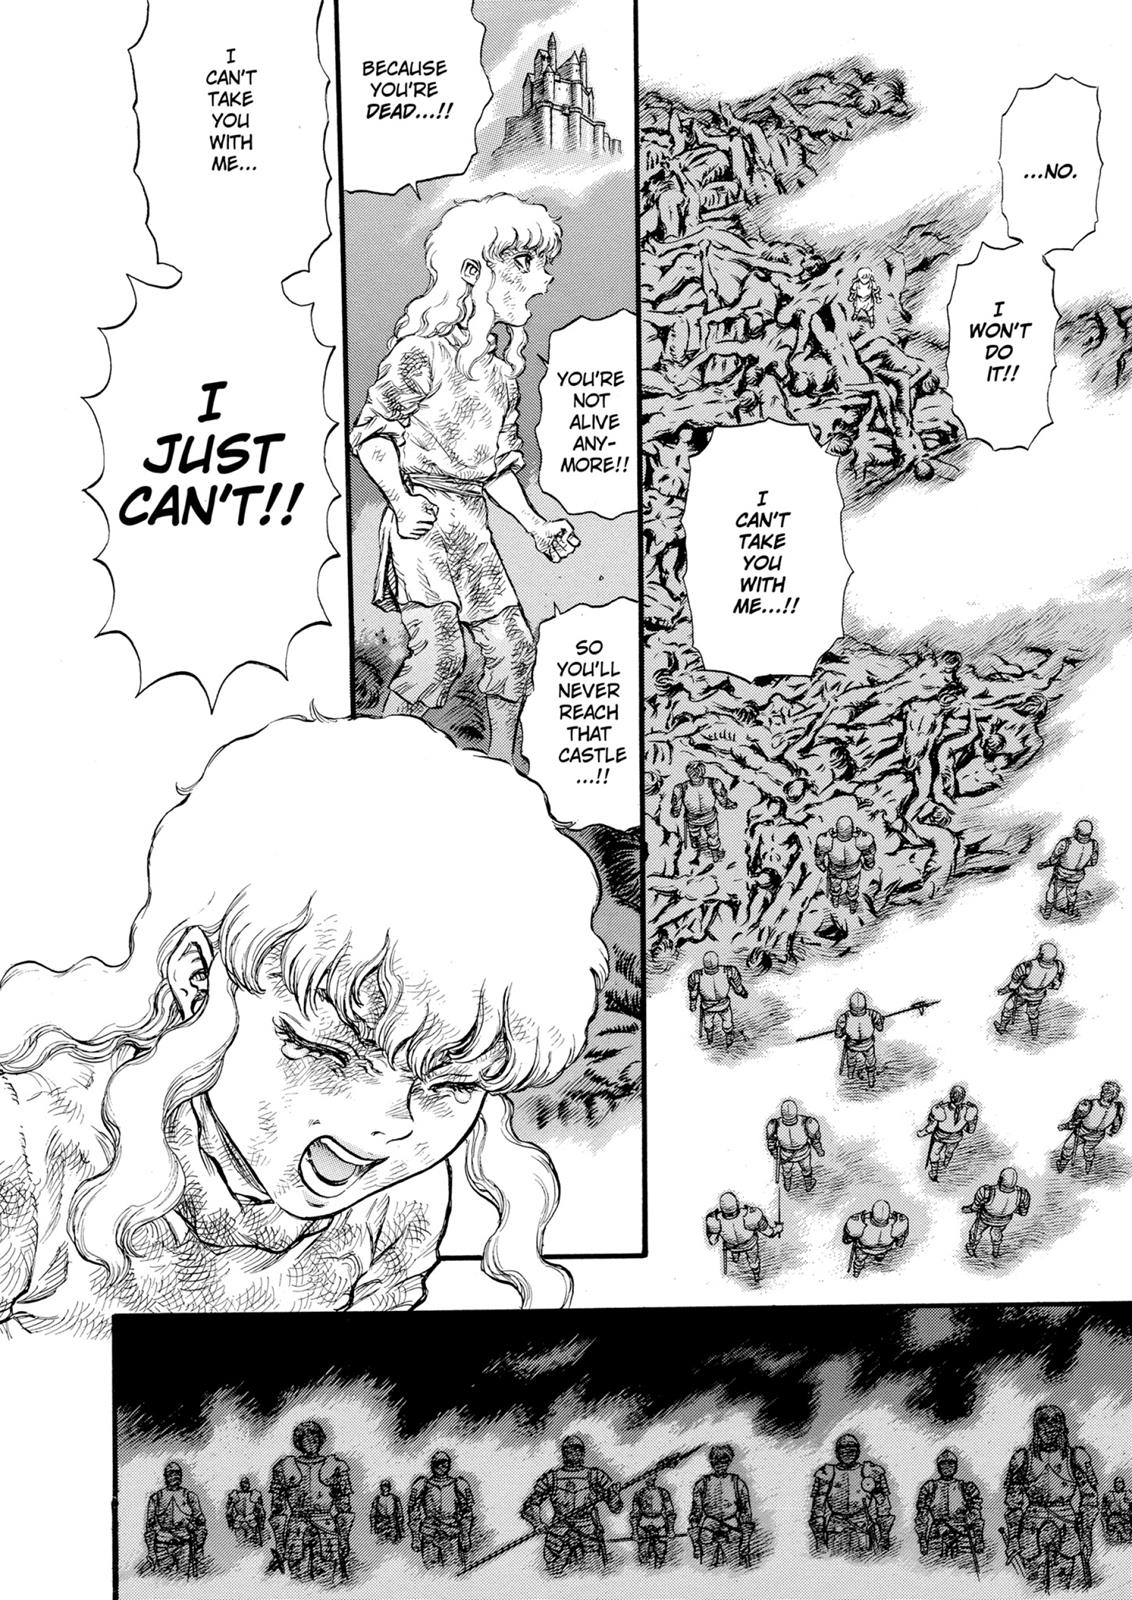 ...NO.
I
WON'T
DO
IT!!
I
CAN'T
TAKE
YOU
WITH
ME...!!
BECAUSE
YOU'RE
DEAD...!!
YOU'RE
NOT
ALIVE
ANY-
MORE!!
SO
YOU'LL
NEVER
REACH
THAT
CASTLE
...!!
I
CAN'T
TAKE
YOU
WITH
ME...
I
JUST
CAN'T!!